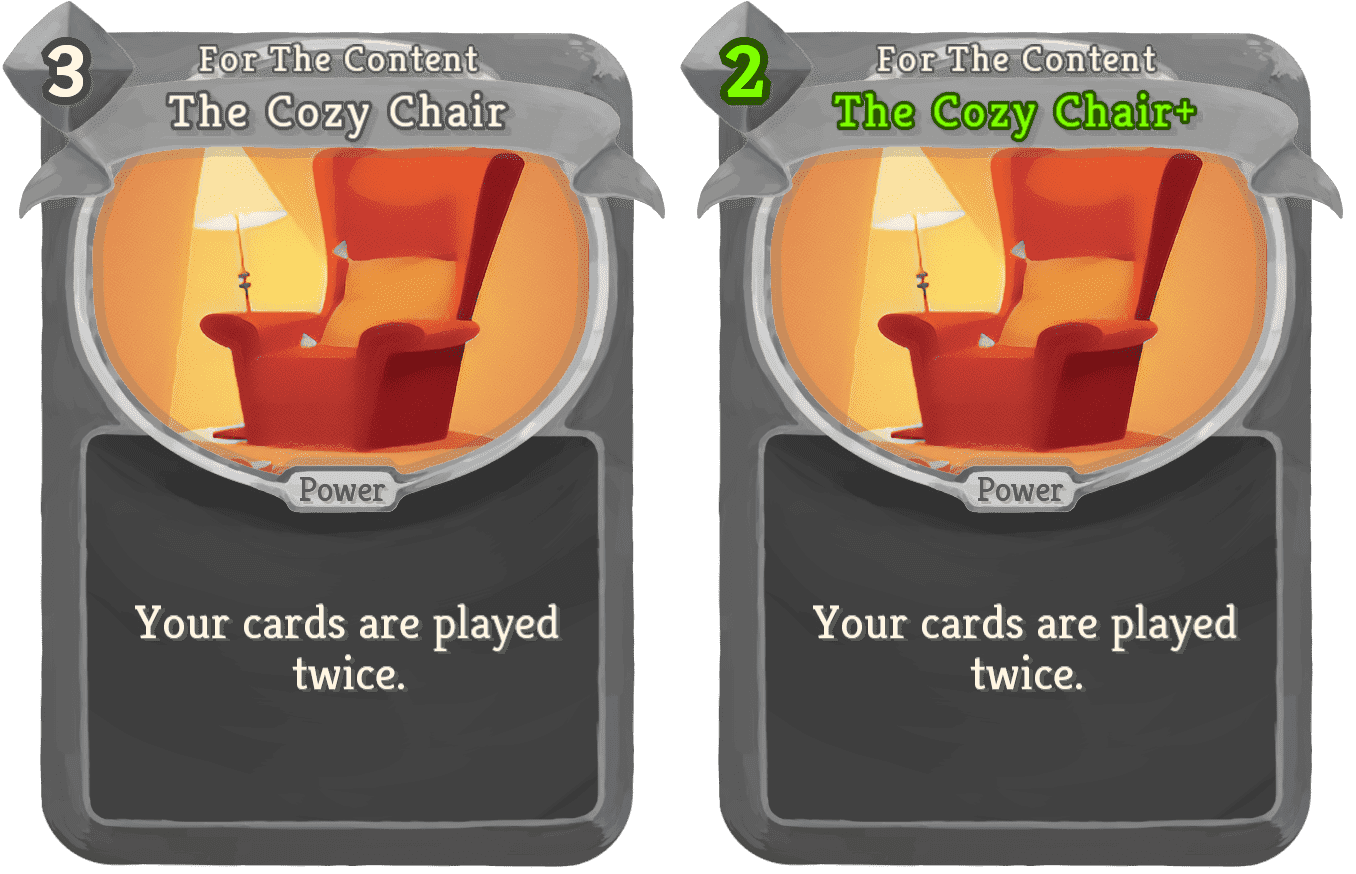 3
For The Content
The Cozy Chair
Power
Your cards are played
twice.
2
For The Content
The Cozy Chair+
Power
Your cards are played
twice.